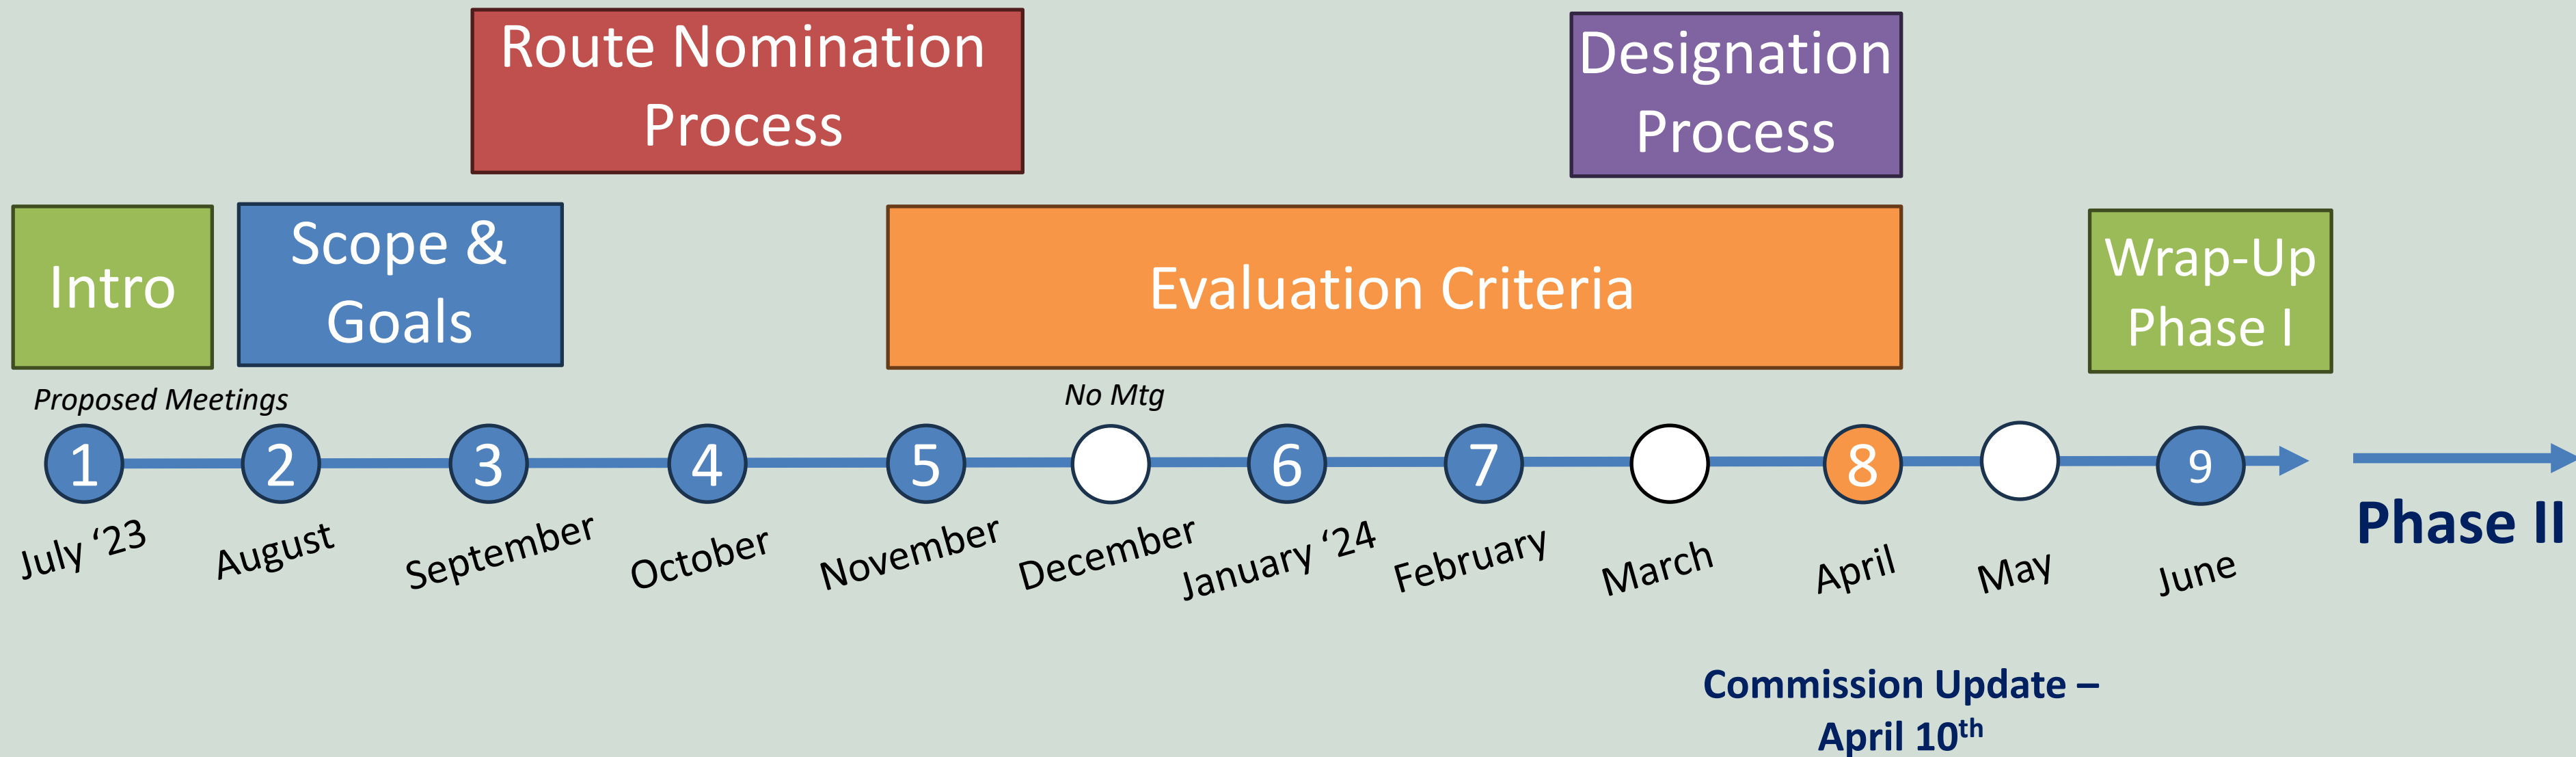 Route Nomination
Process
Designation
Process
Intro
Scope &
Goals
Evaluation Criteria
Wrap-Up
Phase I
Proposed Meetings
No Mtg
1
2
3
4
5
6
7
8
9
July ‘23
August
September
October
November
December
January ‘24
February
March
April
May
June
Phase II
Commission Update –
April 10th